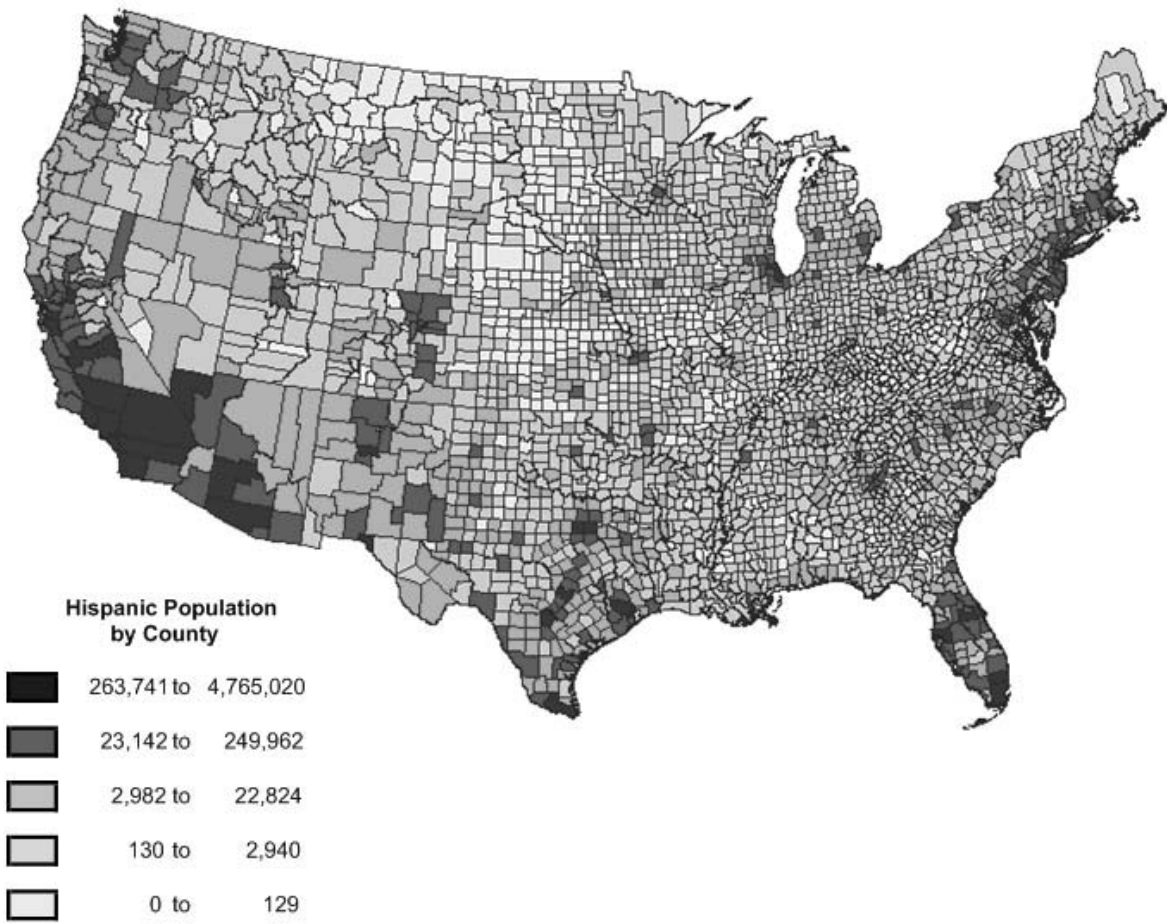 Hispanic Population
by County
263,741 to 4,765,020
23,142 to 249,962
2,982 to 22,824
130 to 2,940
0 to 129